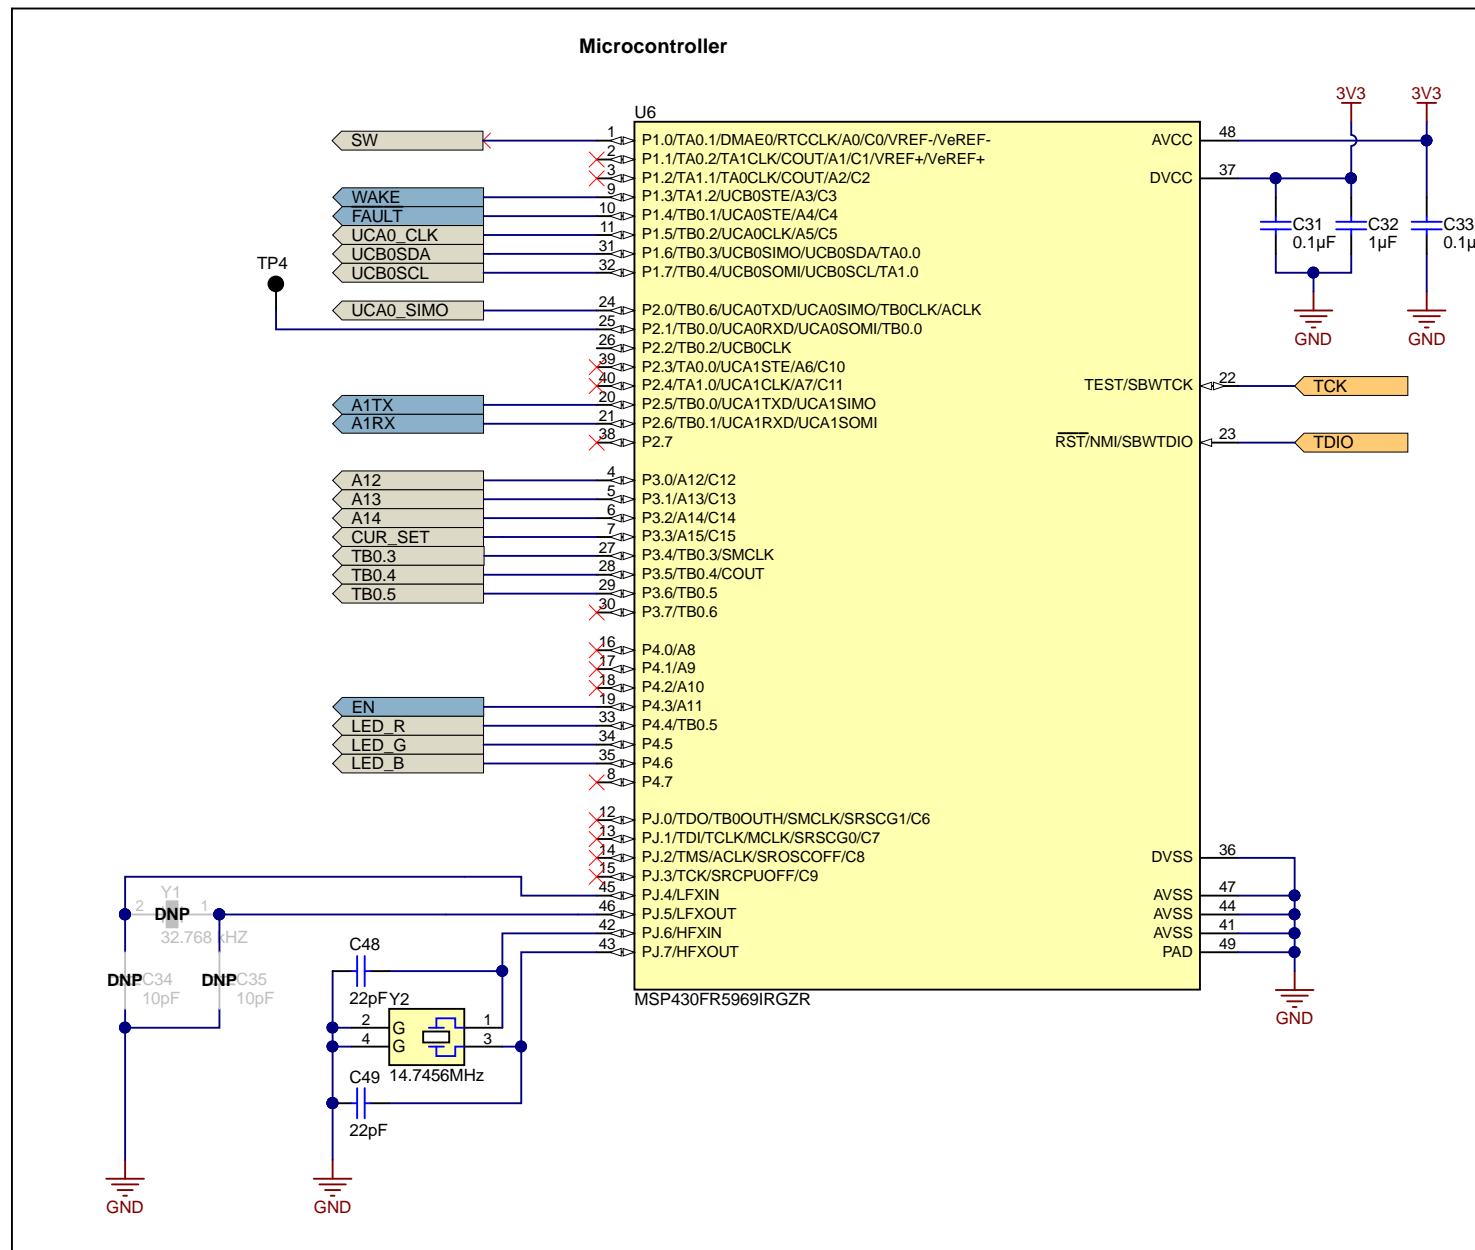 Microcontroller
U6
3V3 3V3
SW 1 P1.0/TA0.1/DMAE0/RTCCLK/A0/C0/VREF-/VeREF- AVCC 48
2 P1.1/TA0.2/TA1CLK/COUT/A1/C1/VREF+/VeREF+
3 P1.2/TA1.1/TA0CLK/COUT/A2/C2 DVCC 37
WAKE 9 P1.3/TA1.2/UCB0STE/A3/C3
FAULT 10 P1.4/TB0.1/UCA0STE/A4/C4
UCA0_CLK 11 P1.5/TB0.2/UCA0CLK/A5/C5
UCB0SDA 31 P1.6/TB0.3/UCB0SIMO/UCB0SDA/TA0.0
UCB0SCL 32 P1.7/TB0.4/UCB0SOMI/UCB0SCL/TA1.0
C31 C32 C33
0.1µF 1µF 0.1µ
TP4
UCA0_SIMO 24 P2.0/TB0.6/UCA0TXD/UCA0SIMO/TB0CLK/ACLK
25 P2.1/TB0.0/UCA0RXD/UCA0SOMI/TB0.0
GND GND
26 P2.2/TB0.2/UCB0CLK
39 P2.3/TA0.0/UCA1STE/A6/C10
40 P2.4/TA1.0/UCA1CLK/A7/C11 TEST/SBWTCK 22 TCK
A1TX 20 P2.5/TB0.0/UCA1TXD/UCA1SIMO
A1RX 21 P2.6/TB0.1/UCA1RXD/UCA1SOMI
38 P2.7 RST/NMI/SBWTDIO 23 TDIO
A12 4 P3.0/A12/C12
A13 5 P3.1/A13/C13
A14 6 P3.2/A14/C14
CUR_SET 7 P3.3/A15/C15
TB0.3 27 P3.4/TB0.3/SMCLK
TB0.4 28 P3.5/TB0.4/COUT
TB0.5 29 P3.6/TB0.5
30 P3.7/TB0.6
16 P4.0/A8
17 P4.1/A9
18 P4.2/A10
EN 19 P4.3/A11
LED_R 33 P4.4/TB0.5
LED_G 34 P4.5
LED_B 35 P4.6
8 P4.7
12 PJ.0/TDO/TB0OUTH/SMCLK/SRSCG1/C6
13 PJ.1/TDI/TCLK/MCLK/SRSCG0/C7
14 PJ.2/TMS/ACLK/SROSCOFF/C8 DVSS 36
15 PJ.3/TCK/SRCPUOFF/C9
45 PJ.4/LFXIN AVSS 47
Y1
2 DNP 1 46 PJ.5/LFXOUT AVSS 44
32.768 kHZ 42 PJ.6/HFXIN AVSS 41
43 PJ.7/HFXOUT PAD 49
C48
DNP C34 DNP C35
10pF 10pF
22pF Y2
MSP430FR5969IRGZR
GND
2 G 1
4 G 3
14.7456MHz
C49
22pF
GND GND